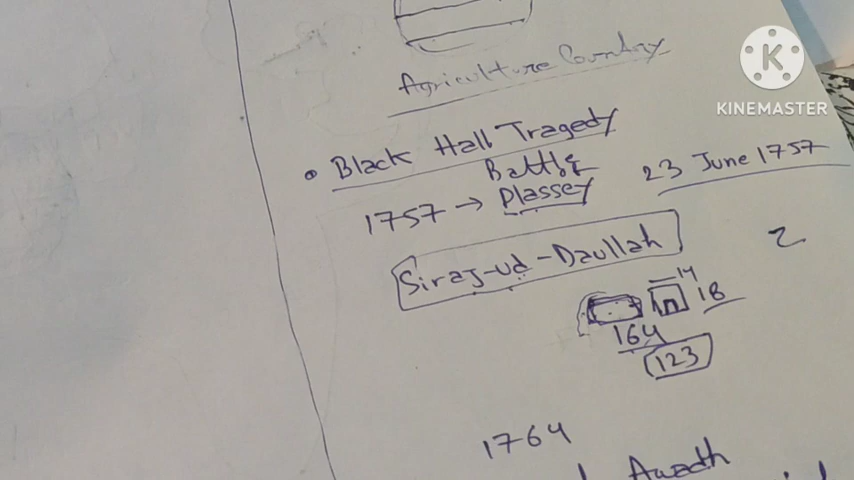 Agriculture Country
KINEMASTER
• Black Hall Tragedy
Battle
1757 → Plassey 23 June 1757
Siraj-ud-Daullah
14
18
164
123
1764
Awadh